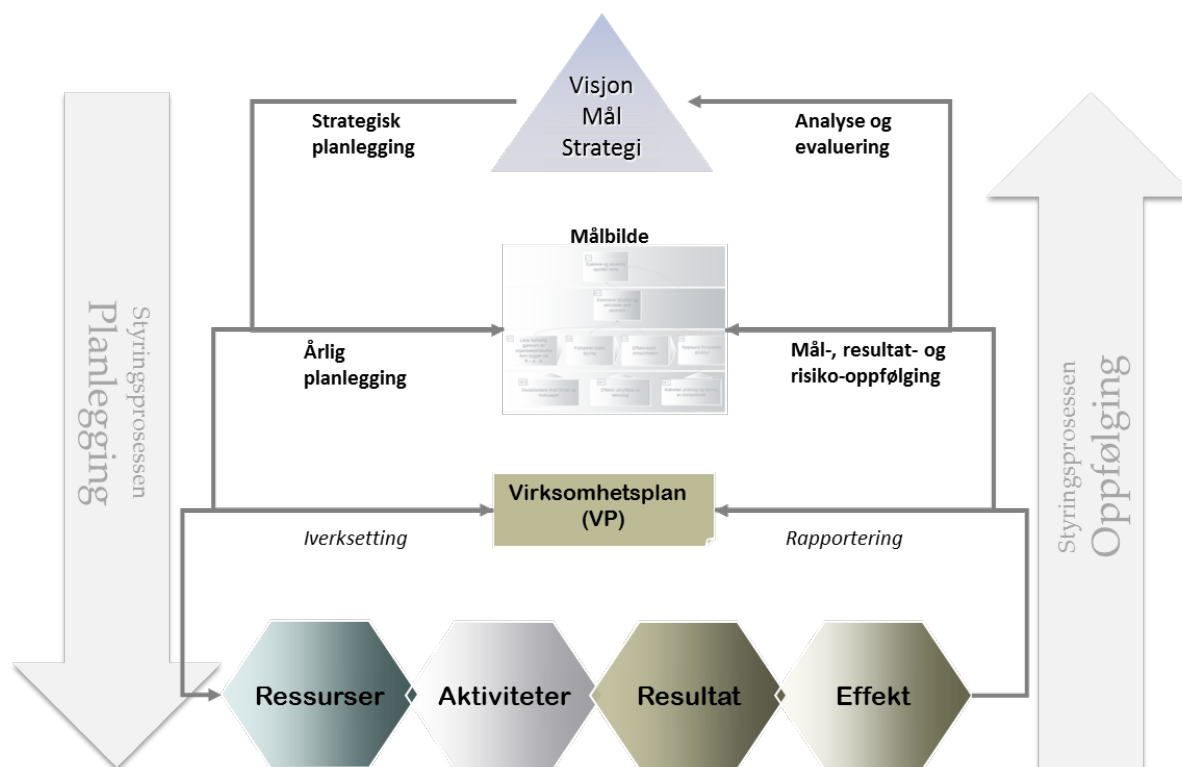 Visjon
Mål
Strategi
Strategisk
planlegging
Analyse og
evaluering
Målbilde
Styringsprosessen
Planlegging
Årlig
planlegging
Mål-, resultat- og
risiko-oppfølging
Styringsprosessen
Oppfølging
Virksomhetsplan
(VP)
Iverksetting
Rapportering
Ressurser
Aktiviteter
Resultat
Effekt